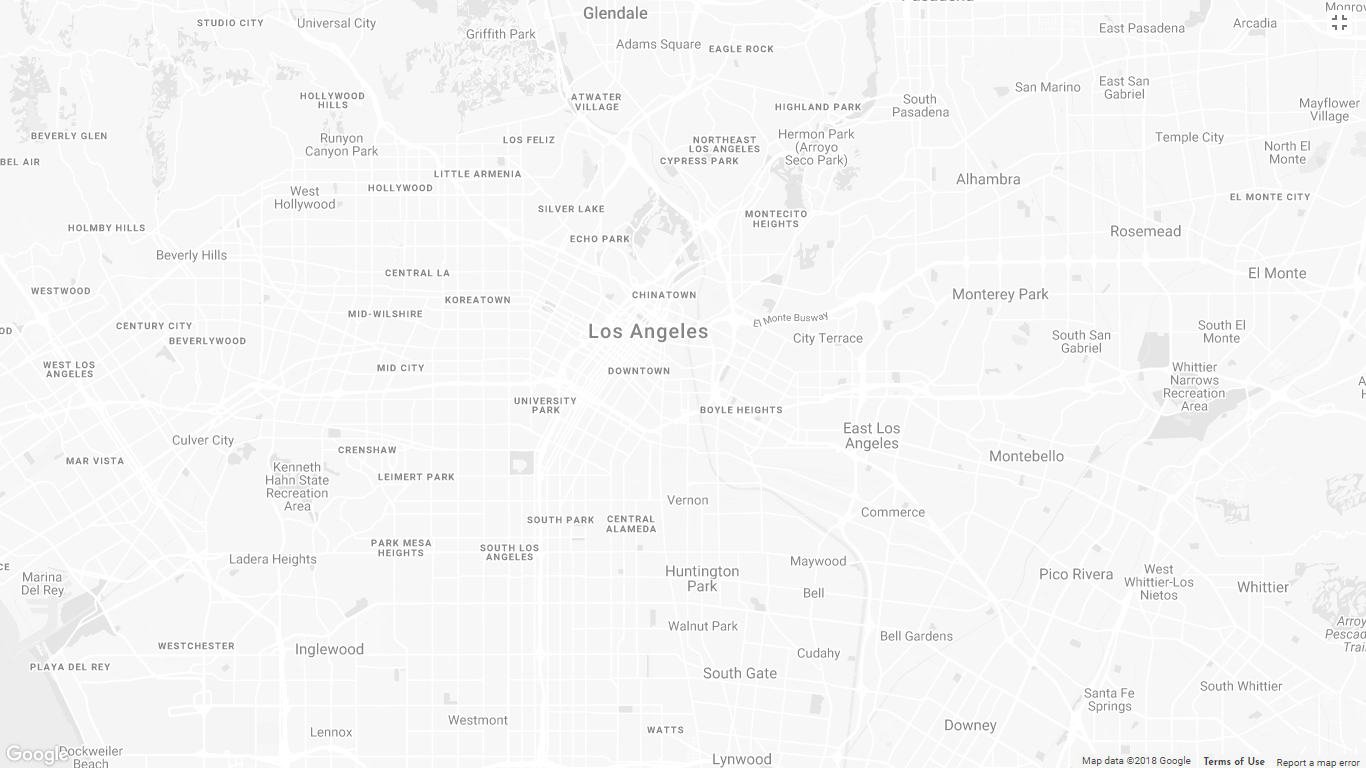 STUDIO CITY
Universal City
Glendale
Griffith Park
Adams Square
EAGLE ROCK
East Pasadena
Arcadia
HOLLYWOOD
HILLS
ATWATER
VILLAGE
HIGHLAND PARK
South
Pasadena
San Marino
East San
Gabriel
Mayflower
Village
BEVERLY GLEN
Runyon
Canyon Park
LOS FELIZ
NORTHEAST
LOS ANGELES
CYPRESS PARK
Hermon Park
(Arroyo
Seco Park)
Temple City
North El
Monte
BEL AIR
West
Hollywood
HOLLYWOOD
LITTLE ARMENIA
Alhambra
EL MONTE CITY
HOLMBY HILLS
SILVER LAKE
MONTECITO
HEIGHTS
Rosemead
Beverly Hills
ECHO PARK
CENTRAL LA
El Monte
WESTWOOD
KOREATOWN
CHINATOWN
Monterey Park
CENTURY CITY
MID-WILSHIRE
Los Angeles
El Monte Busway
BEVERLYWOOD
City Terrace
South San
Gabriel
South El
Monte
WEST LOS
ANGELES
MID CITY
DOWNTOWN
Whittier
Narrows
Recreation
Area
UNIVERSITY
PARK
BOYLE HEIGHTS
Culver City
CRENSHAW
East Los
Angeles
MAR VISTA
Kenneth
Hahn State
Recreation
Area
LEIMERT PARK
Montebello
Vernon
Commerce
SOUTH PARK
CENTRAL
ALAMEDA
PARK MESA
HEIGHTS
SOUTH LOS
ANGELES
Ladera Heights
Maywood
Marina
Del Rey
Huntington
Park
Bell
Pico Rivera
West
Whittier-Los
Nietos
Whittier
WESTCHESTER
Inglewood
Walnut Park
Bell Gardens
Cudahy
PLAYA DEL REY
South Gate
Santa Fe
Springs
South Whittier
Lennox
Westmont
WATTS
Downey
Dockweiler
Beach
Lynwood
Google
Map data ©2018 Google
Terms of Use
Report a map error